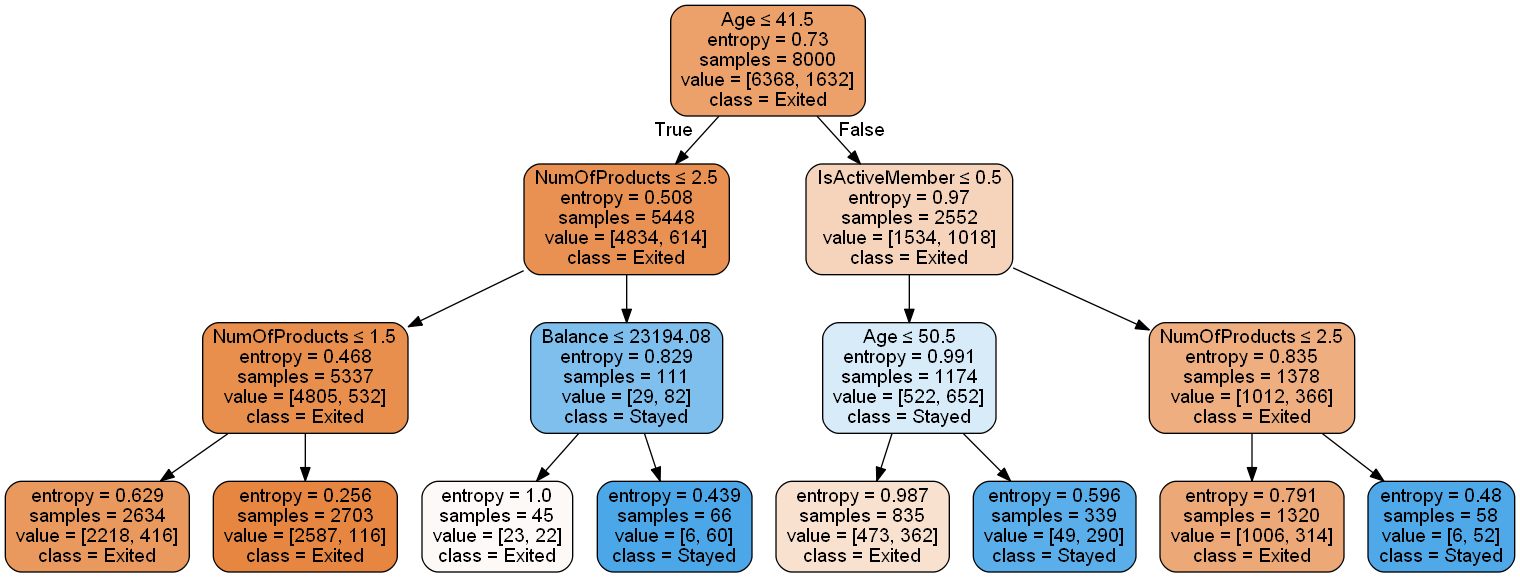 Age ≤ 41.5
entropy = 0.73
samples = 8000
value = [6368, 1632]
class = Exited
True
False
NumOfProducts ≤ 2.5
entropy = 0.508
samples = 5448
value = [4834, 614]
class = Exited
IsActiveMember ≤ 0.5
entropy = 0.97
samples = 2552
value = [1534, 1018]
class = Exited
NumOfProducts ≤ 1.5
entropy = 0.468
samples = 5337
value = [4805, 532]
class = Exited
Balance ≤ 23194.08
entropy = 0.829
samples = 111
value = [29, 82]
class = Stayed
Age ≤ 50.5
entropy = 0.991
samples = 1174
value = [522, 652]
class = Stayed
NumOfProducts ≤ 2.5
entropy = 0.835
samples = 1378
value = [1012, 366]
class = Exited
entropy = 0.629
samples = 2634
value = [2218, 416]
class = Exited
entropy = 0.256
samples = 2703
value = [2587, 116]
class = Exited
entropy = 1.0
samples = 45
value = [23, 22]
class = Exited
entropy = 0.439
samples = 66
value = [6, 60]
class = Stayed
entropy = 0.987
samples = 835
value = [473, 362]
class = Exited
entropy = 0.596
samples = 339
value = [49, 290]
class = Stayed
entropy = 0.791
samples = 1320
value = [1006, 314]
class = Exited
entropy = 0.48
samples = 58
value = [6, 52]
class = Stayed